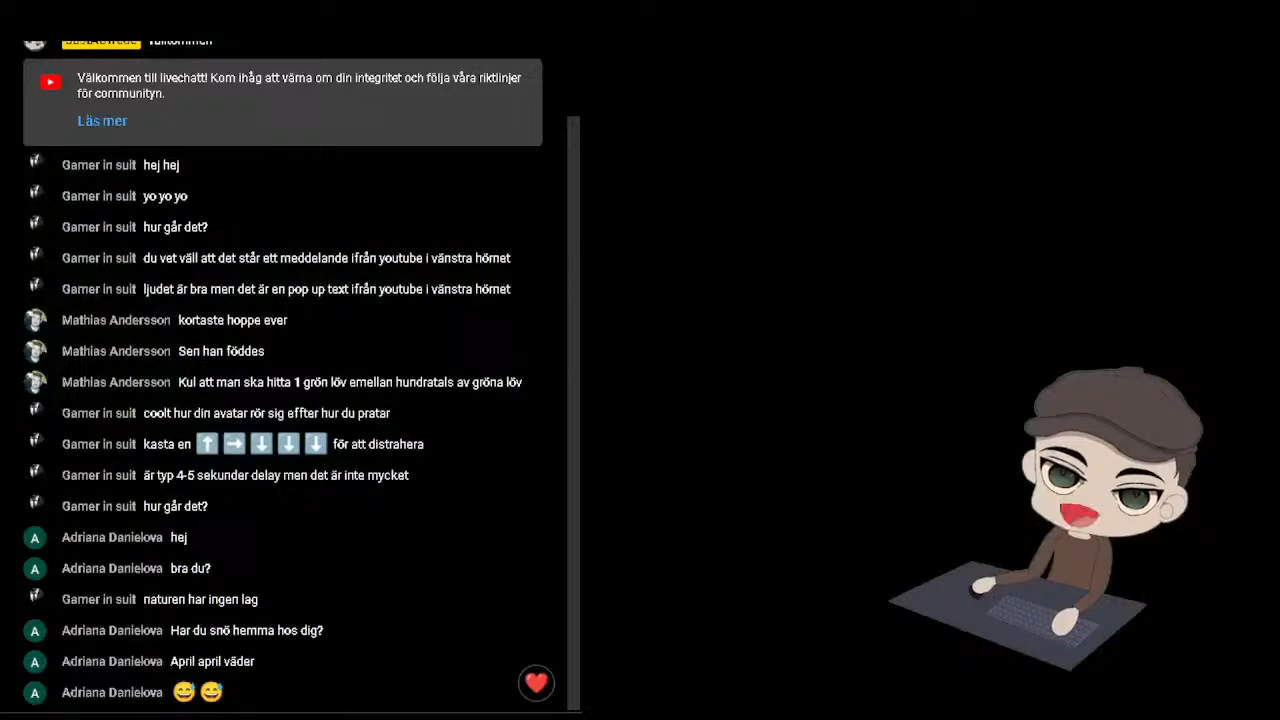 Välkommen till livechatt! Kom ihåg att värna om din integritet och följa våra riktlinjer
för communityn.
Läs mer
Gamer in suit hej hej
Gamer in suit yo yo yo
Gamer in suit hur går det?
Gamer in suit du vet väll att det står ett meddelande ifrån youtube i vänstra hörnet
Gamer in suit ljudet är bra men det är en pop up text ifrån youtube i vänstra hörnet
Mathias Andersson kortaste hoppe ever
Mathias Andersson Sen han föddes
Mathias Andersson Kul att man ska hitta 1 grön löv emellan hundratals av gröna löv
Gamer in suit coolt hur din avatar rör sig effter hur du pratar
Gamer in suit kasta en ⬆️➡️⬇️⬇️⬇️ för att distrahera
Gamer in suit är typ 4-5 sekunder delay men det är inte mycket
Gamer in suit hur går det?
A Adriana Danielova hej
A Adriana Danielova bra du?
Gamer in suit naturen har ingen lag
A Adriana Danielova Har du snö hemma hos dig?
A Adriana Danielova April april väder
A Adriana Danielova 😅😅